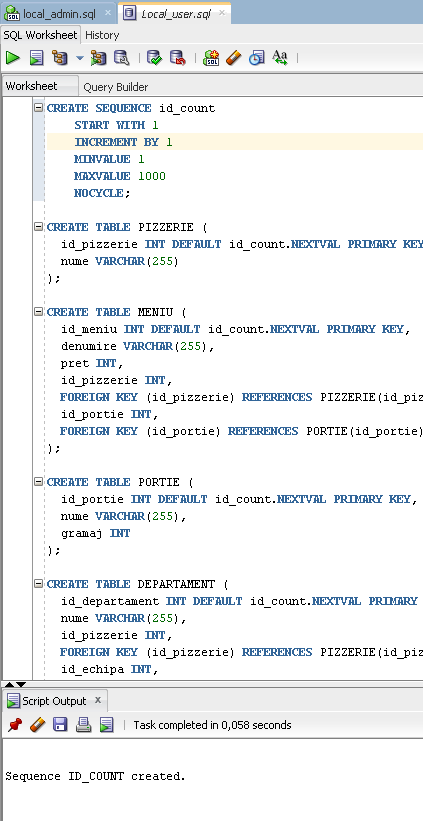 local_admin.sql
Local_user.sql
SQL Worksheet History
Worksheet Query Builder
CREATE SEQUENCE id_count
START WITH 1
INCREMENT BY 1
MINVALUE 1
MAXVALUE 1000
NOCYCLE;
CREATE TABLE PIZZERIE (
id_pizzerie INT DEFAULT id_count.NEXTVAL PRIMARY KEY
nume VARCHAR(255)
);
CREATE TABLE MENIU (
id_meniu INT DEFAULT id_count.NEXTVAL PRIMARY KEY,
denumire VARCHAR(255),
pret INT,
id_pizzerie INT,
FOREIGN KEY (id_pizzerie) REFERENCES PIZZERIE(id_piz
id_portie INT,
FOREIGN KEY (id_portie) REFERENCES PORTIE(id_portie)
);
CREATE TABLE PORTIE (
id_portie INT DEFAULT id_count.NEXTVAL PRIMARY KEY,
nume VARCHAR(255),
gramaj INT
);
CREATE TABLE DEPARTAMENT (
id_departament INT DEFAULT id_count.NEXTVAL PRIMARY
nume VARCHAR(255),
id_pizzerie INT,
FOREIGN KEY (id_pizzerie) REFERENCES PIZZERIE(id_piz
id_echipa INT,
Script Output x
Task completed in 0,058 seconds
Sequence ID_COUNT created.